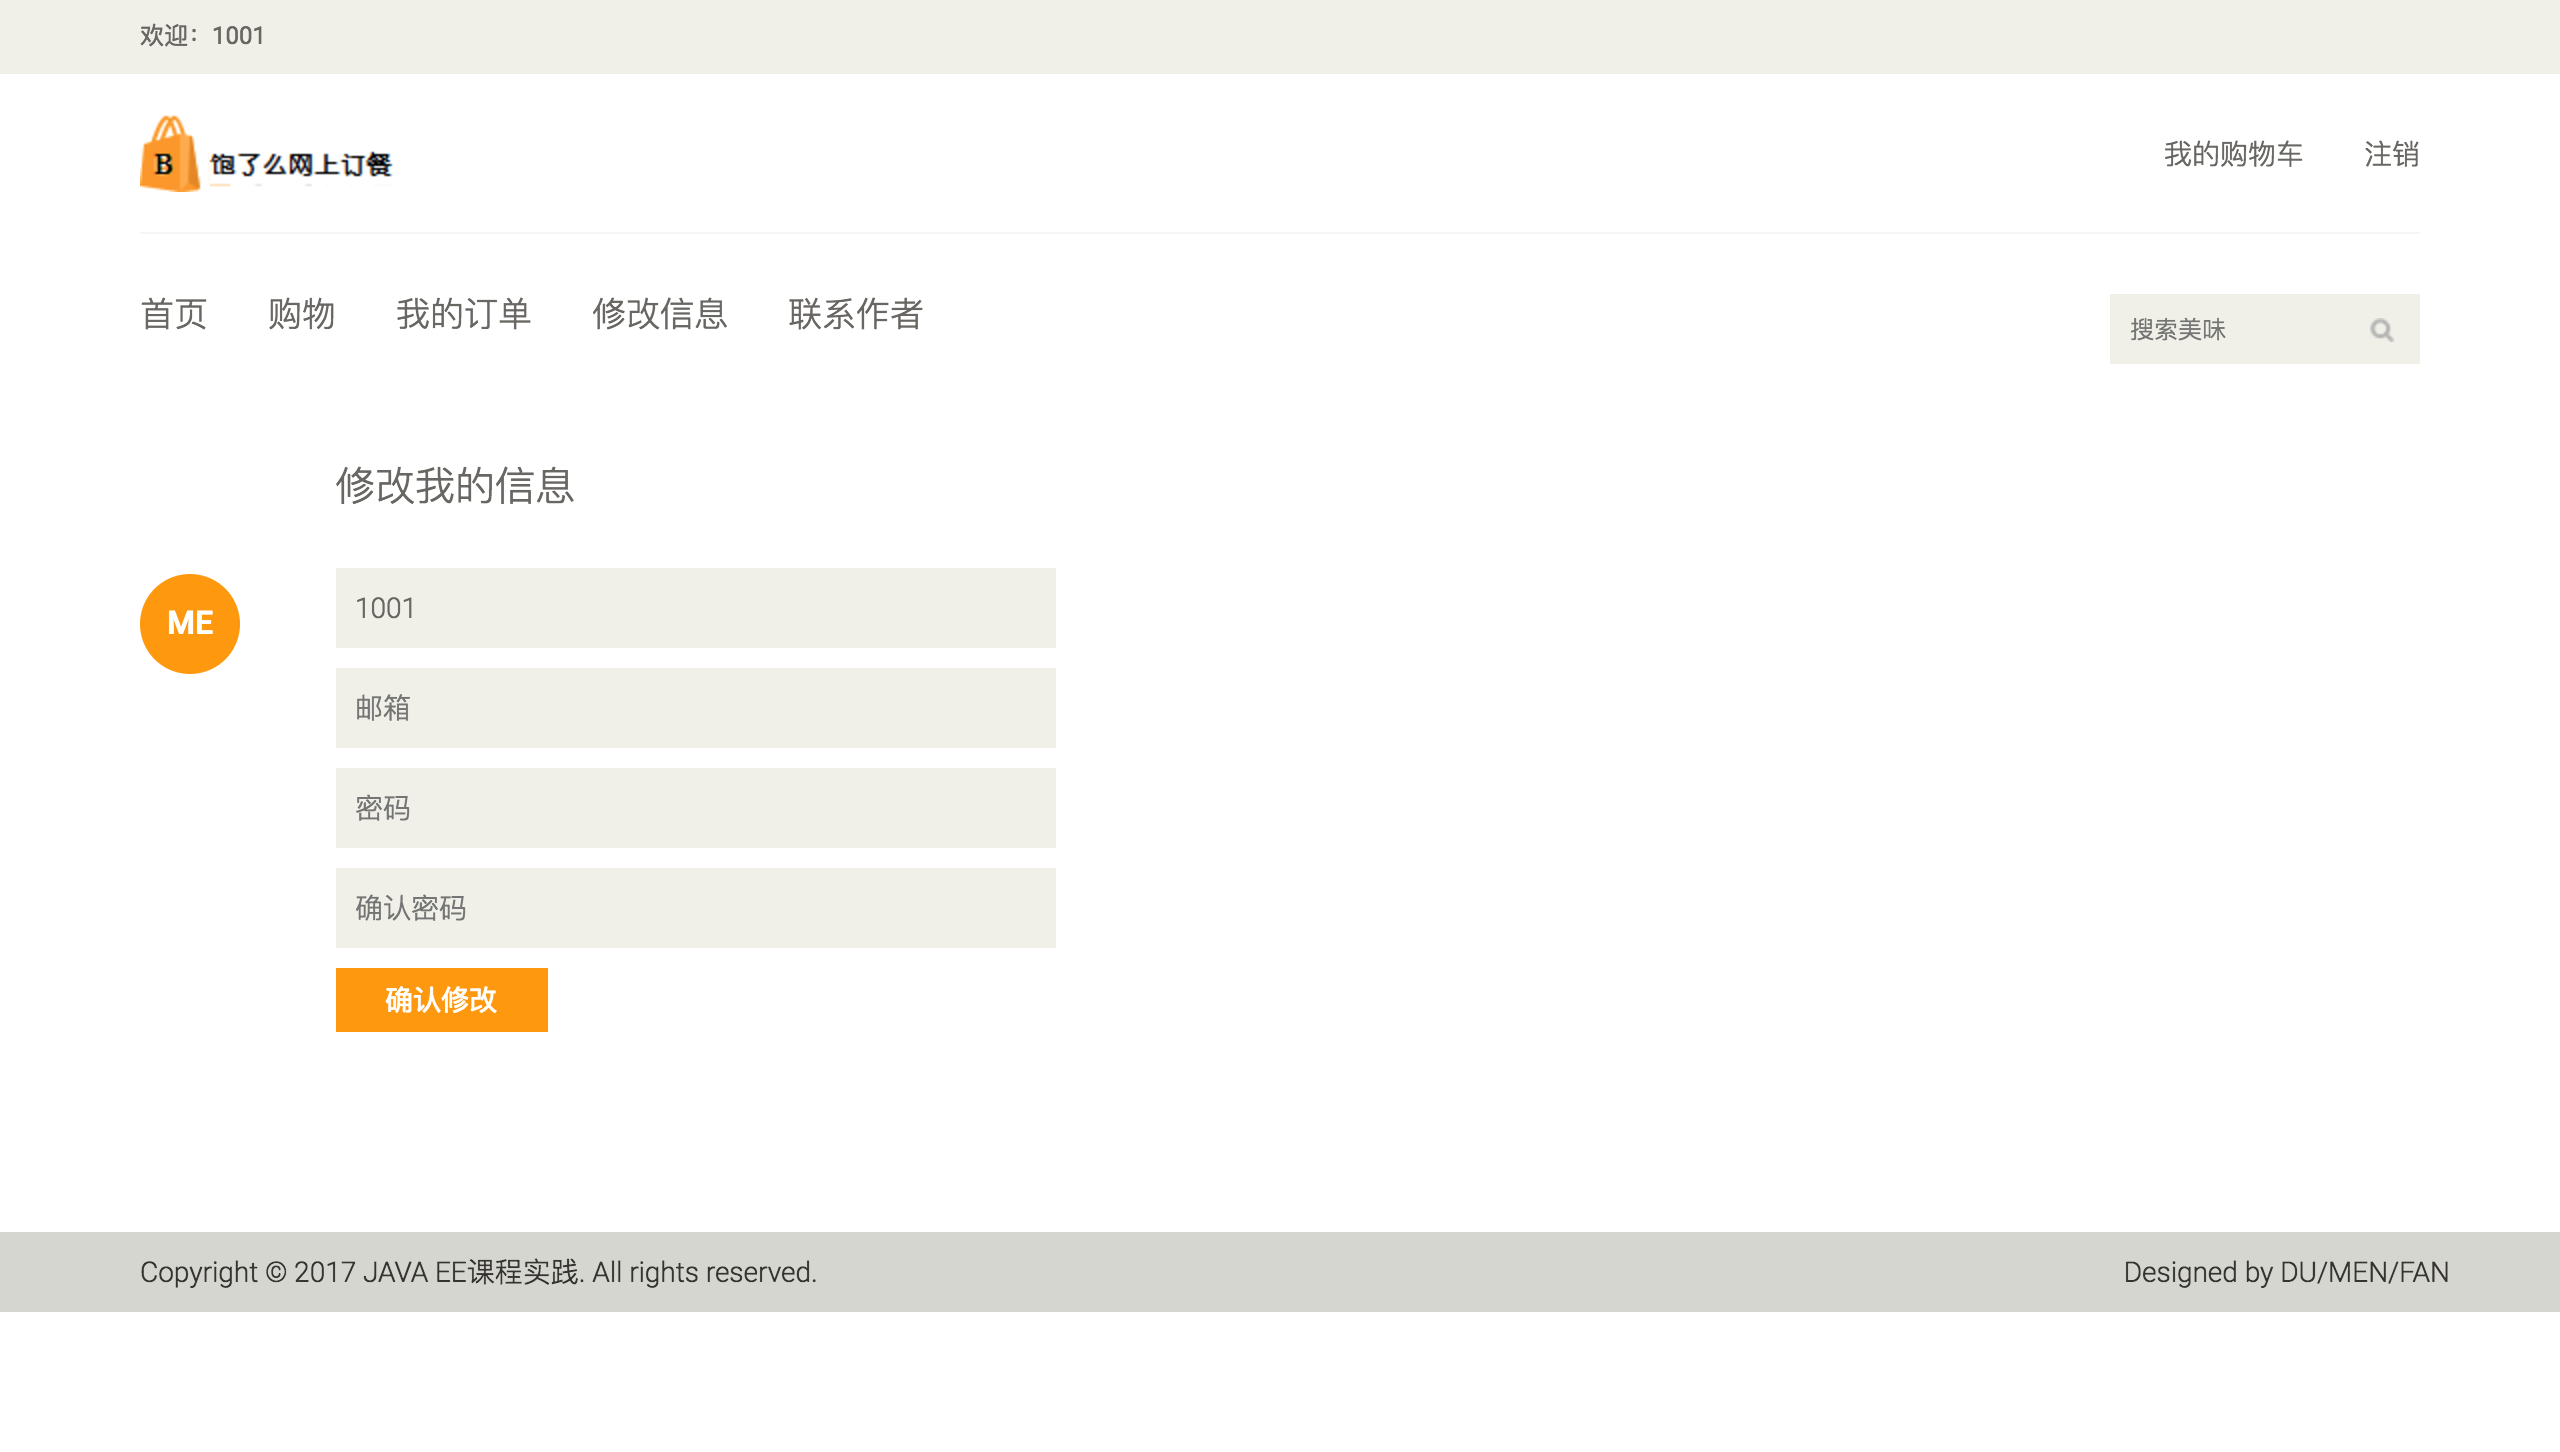 欢迎：1001
B 饱了么网上订餐
我的购物车 注销
首页 购物 我的订单 修改信息 联系作者
搜索美味
修改我的信息
ME
1001
邮箱
密码
确认密码
确认修改
Copyright © 2017 JAVA EE课程实践. All rights reserved.
Designed by DU/MEN/FAN